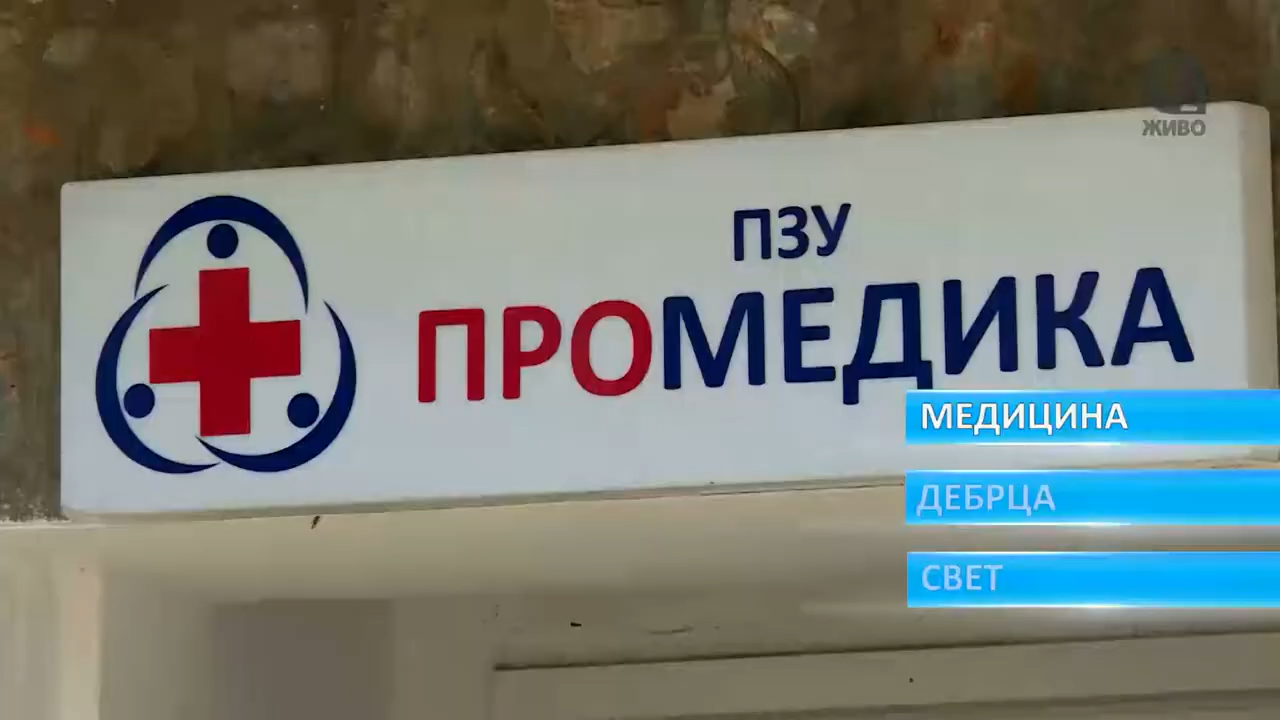 ЖИВО
ПЗУ
ПРОМЕДИКА
МЕДИЦИНА
ДЕБРЦА
СВЕТ